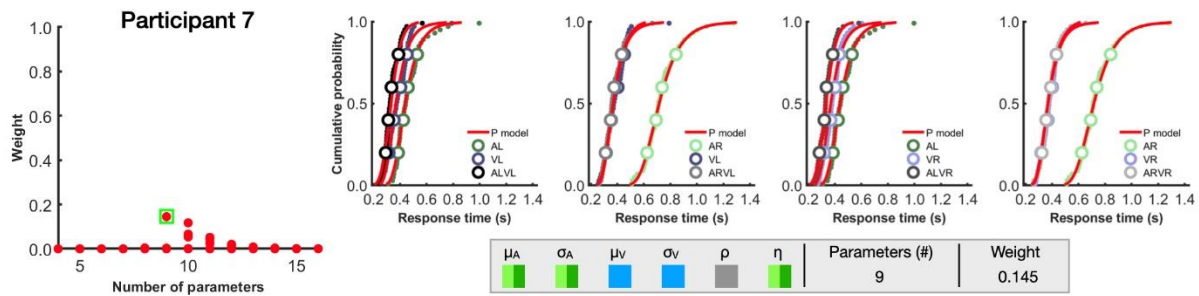 Participant 7
Weight
1.0
0.8
0.6
0.4
0.2
0.0
5 10 15
Number of parameters
Cumulative probability
1.0
0.5
0.0
P model
AL
VL
ALVL
0.2 0.4 0.6 0.8 1.0 1.2 1.4
Response time (s)
1.0
0.5
0.0
P model
AR
VL
ARVL
0.2 0.4 0.6 0.8 1.0 1.2 1.4
Response time (s)
1.0
0.5
0.0
P model
AL
VR
ALVR
0.2 0.4 0.6 0.8 1.0 1.2 1.4
Response time (s)
1.0
0.5
0.0
P model
AR
VR
ARVR
0.2 0.4 0.6 0.8 1.0 1.2 1.4
Response time (s)
μA σA μV σV ρ η Parameters (#) Weight
9 0.145